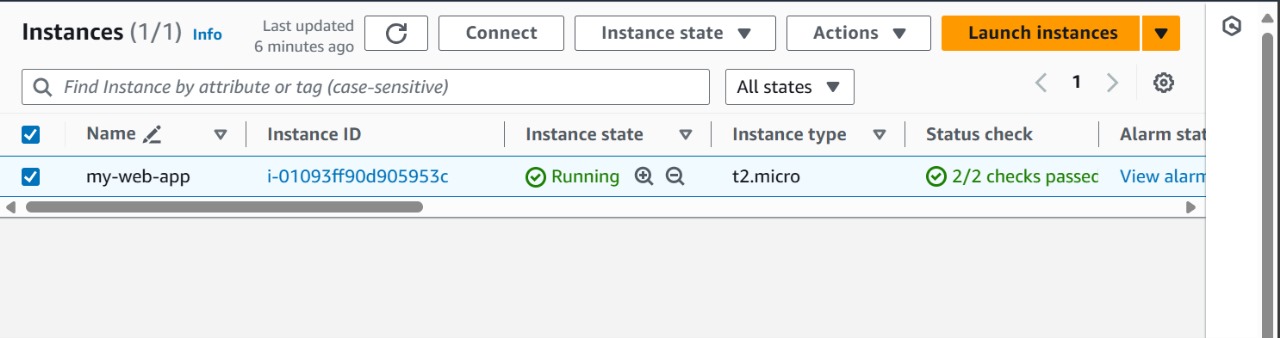 Instances (1/1) Info
Last updated
6 minutes ago
Connect
Instance state
Actions
Launch instances
Find Instance by attribute or tag (case-sensitive)
All states
1
Name Instance ID Instance state Instance type Status check Alarm stat
my-web-app i-01093ff90d905953c Running t2.micro 2/2 checks passec View alarm